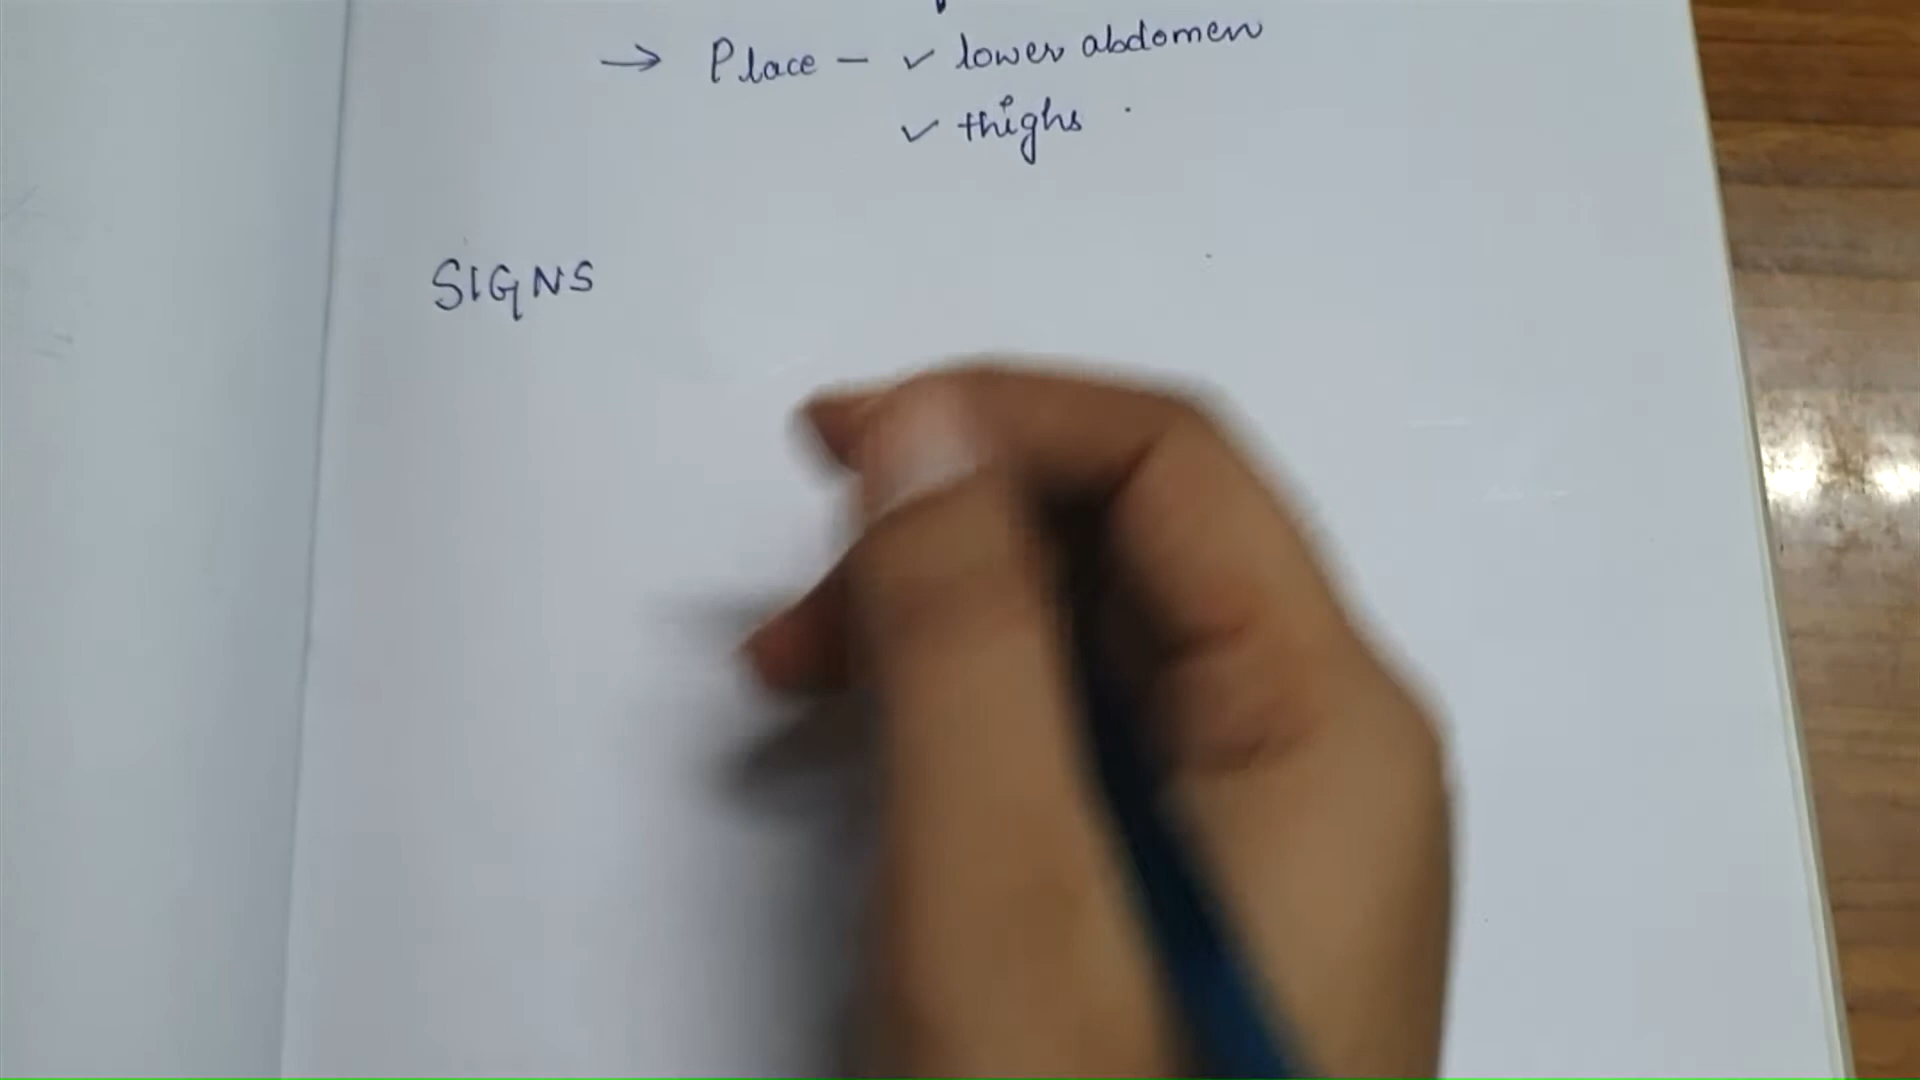 → Place - ✓ lower abdomen
✓ thighs
SIGNS